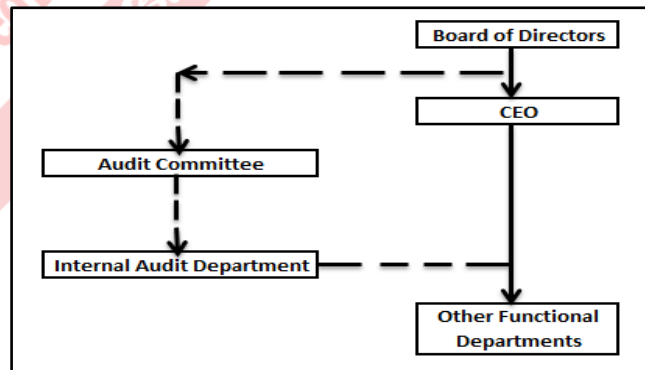 Board of Directors
CEO
Audit Committee
Internal Audit Department
Other Functional
Departments